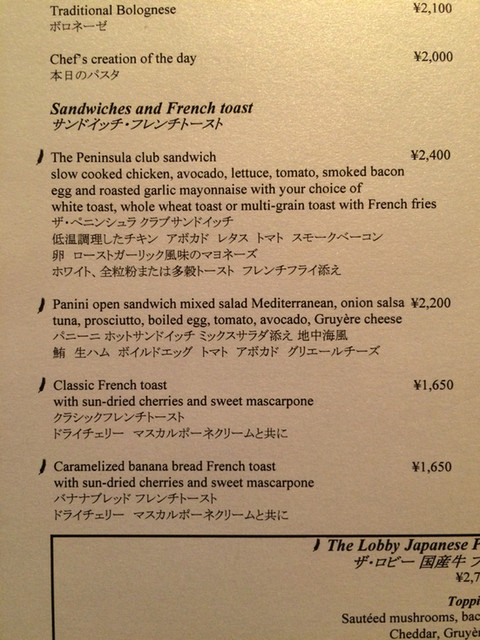 Traditional Bolognese ¥2,100
ボロネーゼ
Chef's creation of the day ¥2,000
本日のパスタ
Sandwiches and French toast
サンドイッチ・フレンチトースト
The Peninsula club sandwich ¥2,400
slow cooked chicken, avocado, lettuce, tomato, smoked bacon
egg and roasted garlic mayonnaise with your choice of
white toast, whole wheat toast or multi-grain toast with French fries
ザ・ペニンシュラ クラブサンドイッチ
低温調理したチキン アボカド レタス トマト スモークベーコン
卵 ローストガーリック風味のマヨネーズ
ホワイト、全粒粉または多穀トースト フレンチフライ添え
Panini open sandwich mixed salad Mediterranean, onion salsa ¥2,200
tuna, prosciutto, boiled egg, tomato, avocado, Gruyère cheese
パニーニ ホットサンドイッチ ミックスサラダ添え 地中海風
鮪 生ハム ボイルドエッグ トマト アボカド グリエールチーズ
Classic French toast ¥1,650
with sun-dried cherries and sweet mascarpone
クラシックフレンチトースト
ドライチェリー マスカルポーネクリームと共に
Caramelized banana bread French toast ¥1,650
with sun-dried cherries and sweet mascarpone
バナナブレッド フレンチトースト
ドライチェリー マスカルポーネクリームと共に
The Lobby Japanese
ザ・ロビー 国産牛
¥2,7
Toppi
Sautéed mushrooms, bac
Cheddar, Gruyè